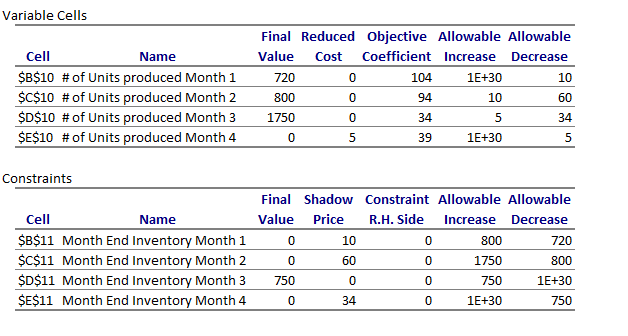 Variable Cells
Final Reduced Objective Allowable Allowable
Cell Name Value Cost Coefficient Increase Decrease
$B$10 # of Units produced Month 1 720 0 104 1E+30 10
$C$10 # of Units produced Month 2 800 0 94 10 60
$D$10 # of Units produced Month 3 1750 0 34 5 34
$E$10 # of Units produced Month 4 0 5 39 1E+30 5
Constraints
Final Shadow Constraint Allowable Allowable
Cell Name Value Price R.H. Side Increase Decrease
$B$11 Month End Inventory Month 1 0 10 0 800 720
$C$11 Month End Inventory Month 2 0 60 0 1750 800
$D$11 Month End Inventory Month 3 750 0 0 750 1E+30
$E$11 Month End Inventory Month 4 0 34 0 1E+30 750